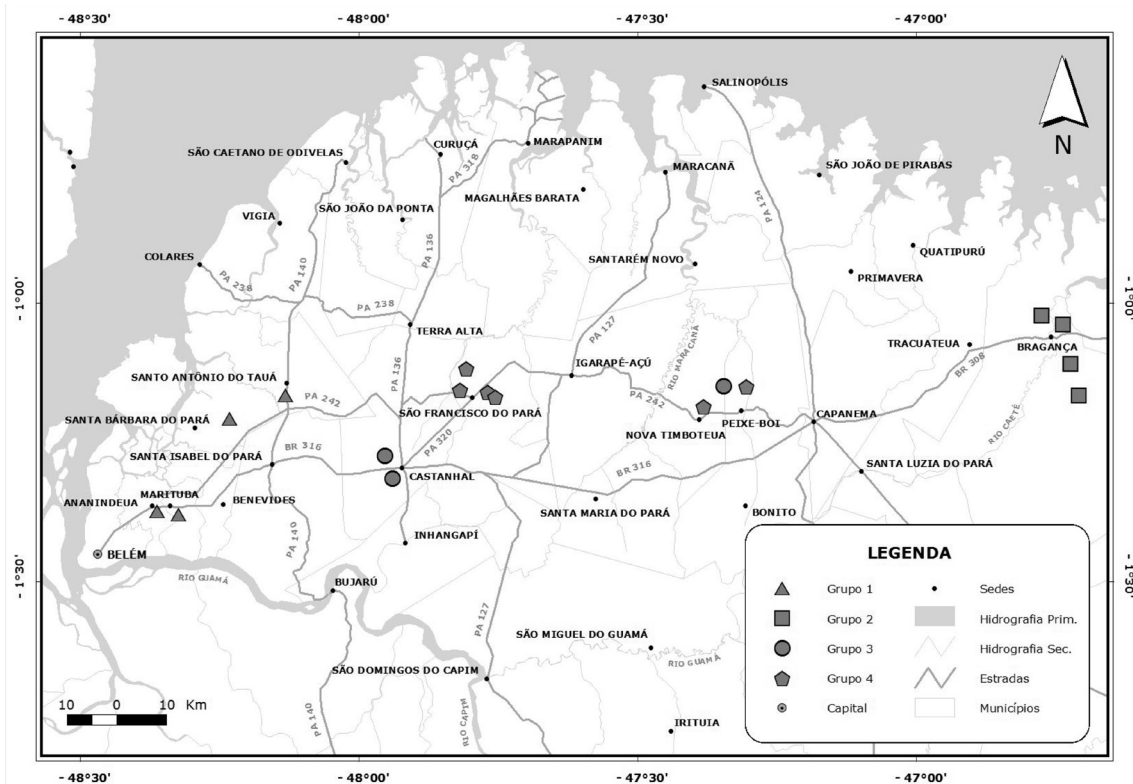 - 48°30'
- 48°00'
- 47°30'
- 47°00'
SALINOPÓLIS
N
CURUÇÁ
MARAPANIM
SÃO CAETANO DE ODIVELAS
PA 318
MARACANÃ
SÃO JOÃO DE PIRABAS
MAGALHÃES BARATA
PA 124
VIGIA
SÃO JOÃO DA PONTA
PA 136
PA 140
QUATIPURÚ
COLARES
SANTARÉM NOVO
PRIMAVERA
PA 238
PA 238
- 1°00'
- 1°00'
TERRA ALTA
PA 127
RIO MARACANÃ
TRACUATEUA
BRAGANÇA
BR 308
IGARAPÉ-AÇÚ
PA 136
SANTO ANTÔNIO DO TAUÁ
PA 242
SÃO FRANCISCO DO PARÁ
PA 242
RIO CAETÉ
SANTA BÁRBARA DO PARÁ
PEIXE-BOI
CAPANEMA
NOVA TIMBOTEUA
PA 320
SANTA ISABEL DO PARÁ
BR 316
BR 316
SANTA LUZIA DO PARÁ
CASTANHAL
MARITUBA
ANANINDEUA
BENEVIDES
SANTA MARIA DO PARÁ
BONITO
PA 140
INHANGAPÍ
BELÉM
RIO GUAMÁ
BUJARÚ
-1°30'
-1°30'
PA 127
SÃO MIGUEL DO GUAMÁ
RIO GUAMÁ
SÃO DOMINGOS DO CAPIM
RIO CAPIM
PA 140
IRITUIA
10 0 10 Km
LEGENDA
Grupo 1
Sedes
Grupo 2
Hidrografia Prim.
Grupo 3
Hidrografia Sec.
Grupo 4
Estradas
Capital
Municípios
- 48°30'
- 48°00'
- 47°30'
- 47°00'